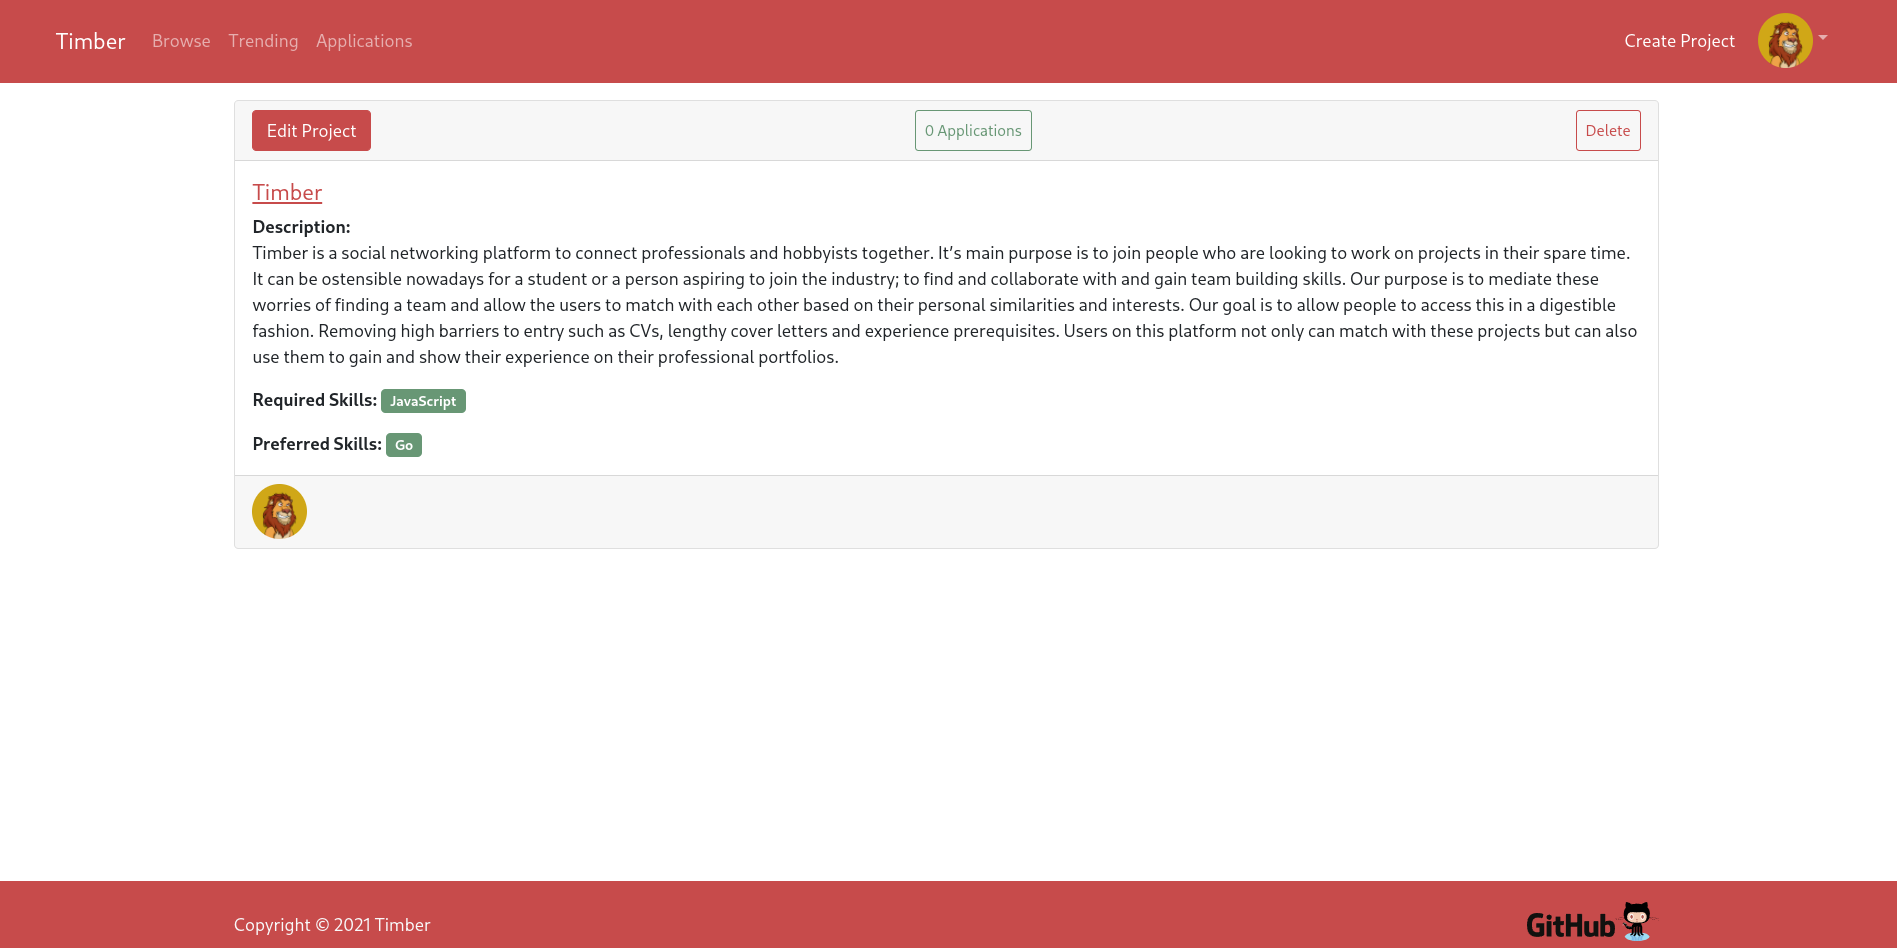 Timber Browse Trending Applications Create Project
Edit Project 0 Applications Delete
Timber
Description:
Timber is a social networking platform to connect professionals and hobbyists together. It's main purpose is to join people who are looking to work on projects in their spare time.
It can be ostensible nowadays for a student or a person aspiring to join the industry; to find and collaborate with and gain team building skills. Our purpose is to mediate these
worries of finding a team and allow the users to match with each other based on their personal similarities and interests. Our goal is to allow people to access this in a digestible
fashion. Removing high barriers to entry such as CVs, lengthy cover letters and experience prerequisites. Users on this platform not only can match with these projects but can also
use them to gain and show their experience on their professional portfolios.
Required Skills: JavaScript
Preferred Skills: Go
Copyright © 2021 Timber GitHub